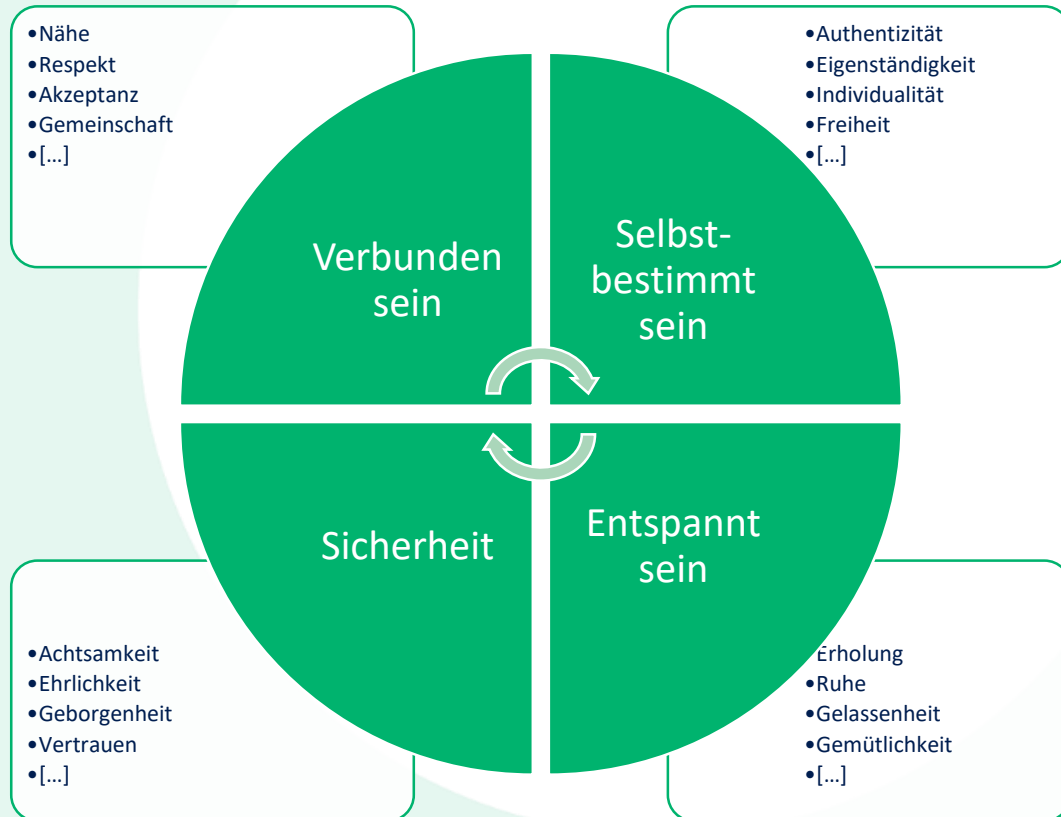 •Nähe
•Respekt
•Akzeptanz
•Gemeinschaft
•[...]
•Authentizität
•Eigenständigkeit
•Individualität
•Freiheit
•[...]
Verbunden
sein
Selbst-
bestimmt
sein
Sicherheit
Entspannt
sein
•Achtsamkeit
•Ehrlichkeit
•Geborgenheit
•Vertrauen
•[...]
•Erholung
•Ruhe
•Gelassenheit
•Gemütlichkeit
•[...]